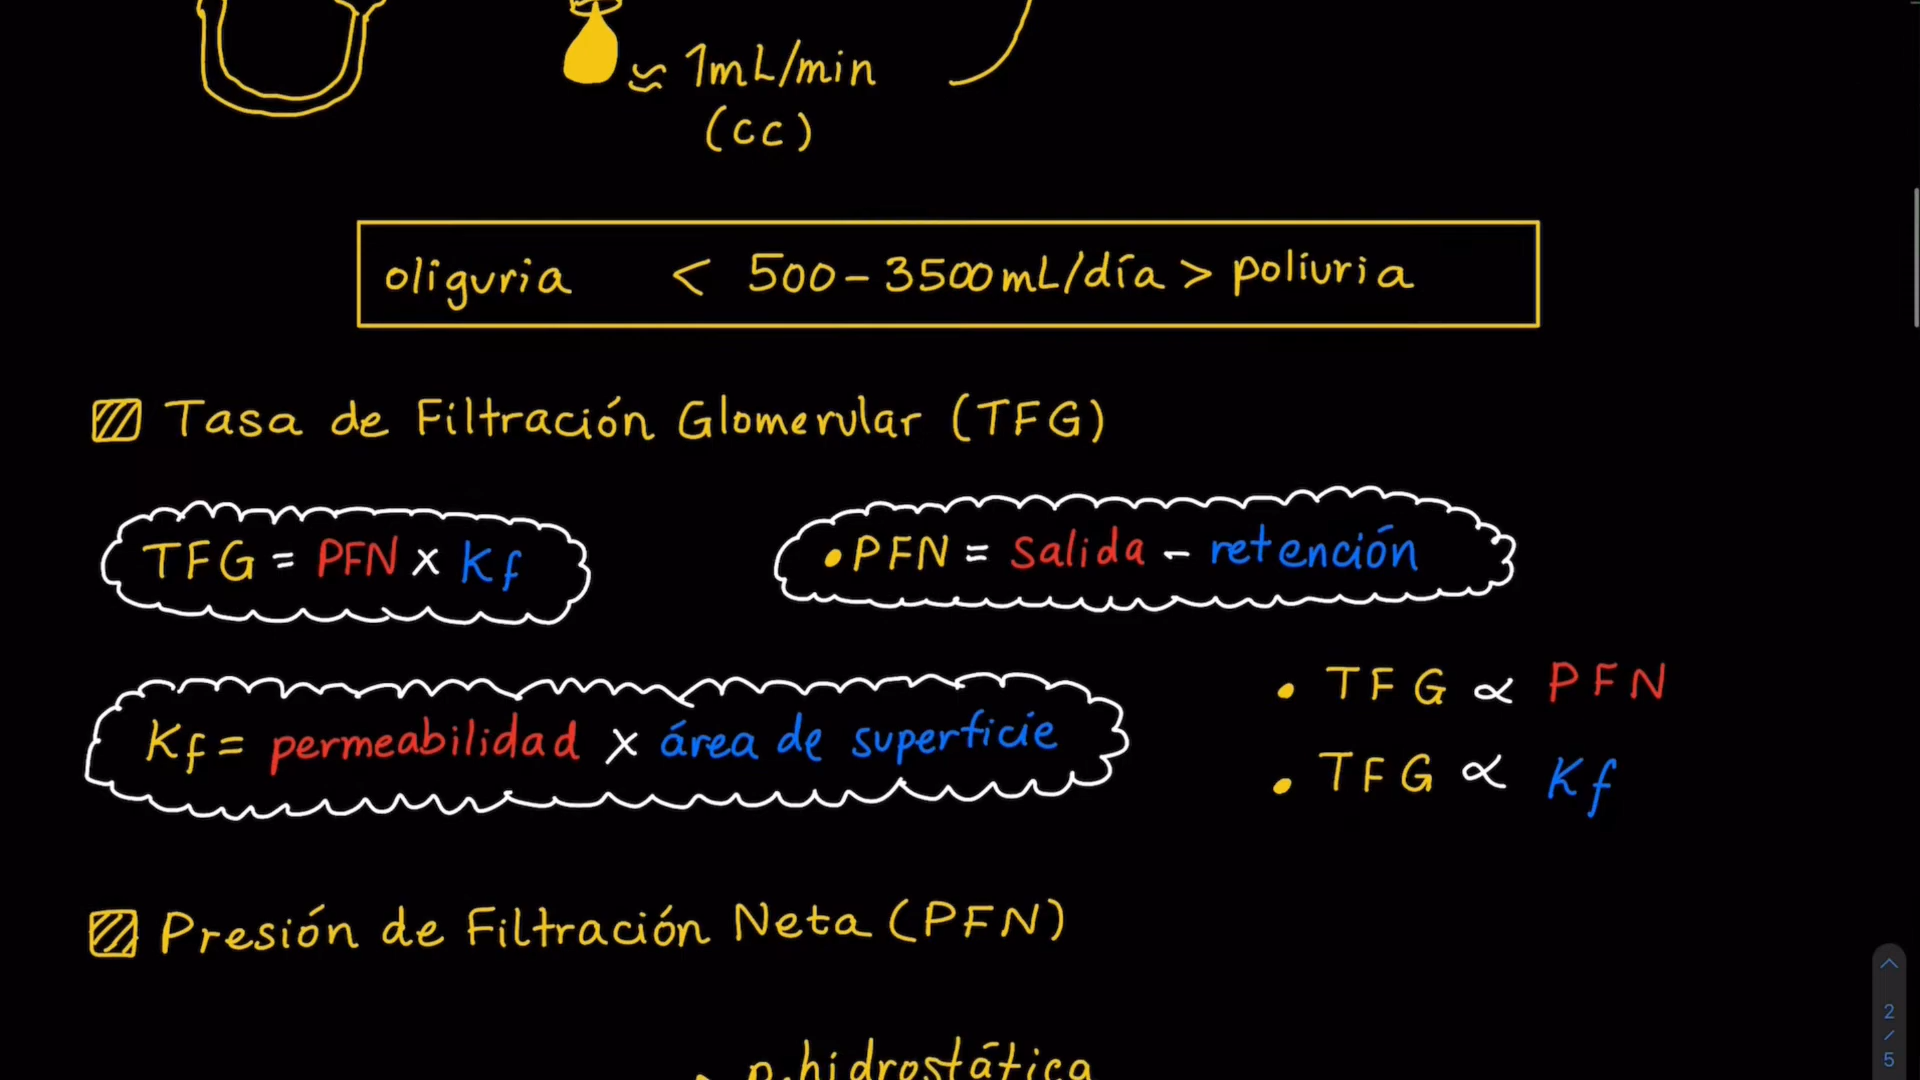 ≈ 1mL/min
(cc)
oliguria < 500-3500mL/día > poliuria
Tasa de Filtración Glomerular (TFG)
TFG = PFN x Kf
•PFN = Salida - retención
Kf = permeabilidad x área de superficie
• TFG ∝ PFN
• TFG ∝ Kf
Presión de Filtración Neta (PFN)
p.hidrostática
2
/
5